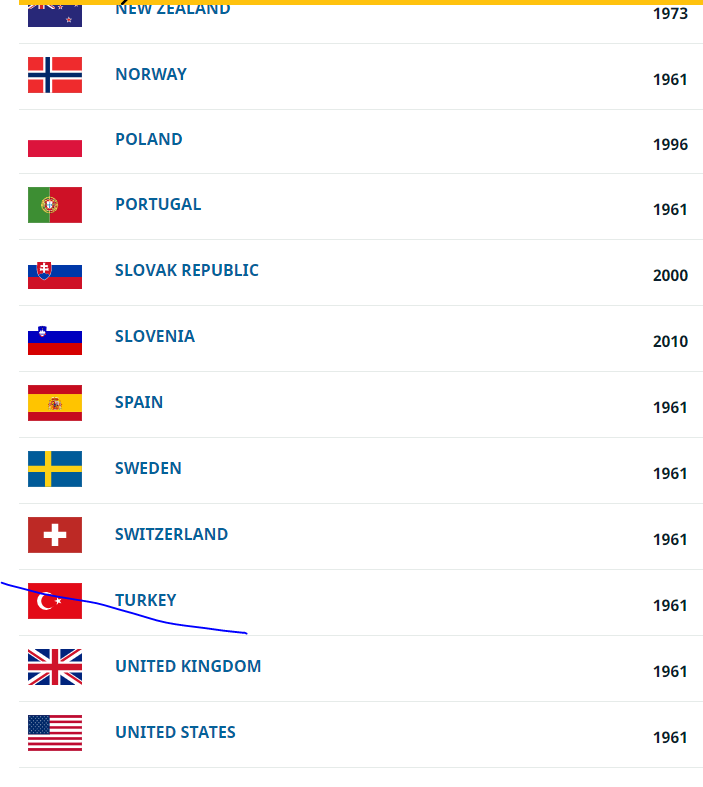 NEW ZEALAND 1973
NORWAY 1961
POLAND 1996
PORTUGAL 1961
SLOVAK REPUBLIC 2000
SLOVENIA 2010
SPAIN 1961
SWEDEN 1961
SWITZERLAND 1961
TURKEY 1961
UNITED KINGDOM 1961
UNITED STATES 1961